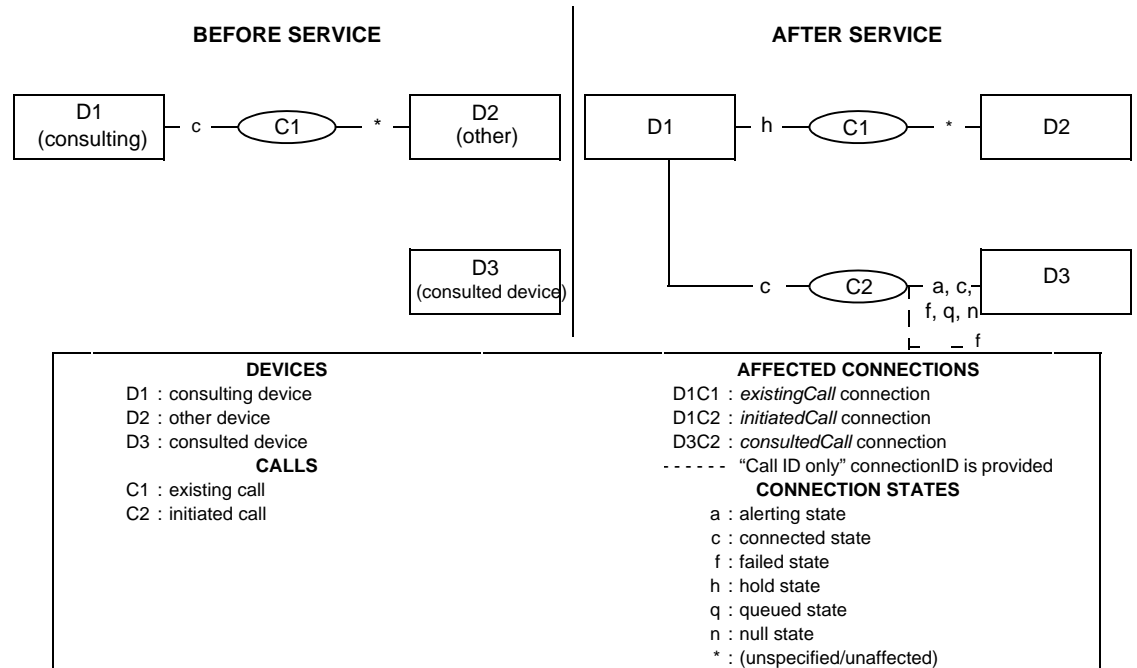 BEFORE SERVICE
AFTER SERVICE
D1
(consulting)
c
C1
*
D2
(other)
D1
h
C1
*
D2
D3
(consulted device)
c
C2
a, c,
f, q, n
D3
f
DEVICES
D1 : consulting device
D2 : other device
D3 : consulted device
CALLS
C1 : existing call
C2 : initiated call
AFFECTED CONNECTIONS
D1C1 : existingCall connection
D1C2 : initiatedCall connection
D3C2 : consultedCall connection
- - - - - - “Call ID only” connectionID is provided
CONNECTION STATES
a : alerting state
c : connected state
f : failed state
h : hold state
q : queued state
n : null state
* : (unspecified/unaffected)